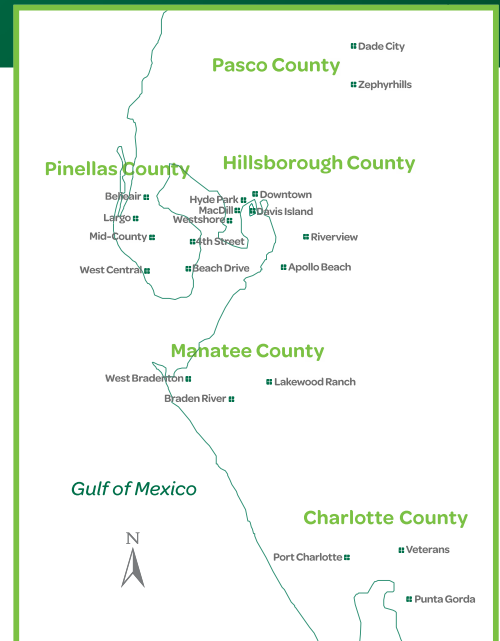 Dade City
Pasco County
Zephyrhills
Pinellas County
Hillsborough County
Belleair
Hyde Park
Downtown
MacDill
Davis Island
Largo
Westshore
Mid-County
4th Street
Riverview
West Central
Beach Drive
Apollo Beach
Manatee County
West Bradenton
Lakewood Ranch
Braden River
Gulf of Mexico
Charlotte County
N
Port Charlotte
Veterans
Punta Gorda